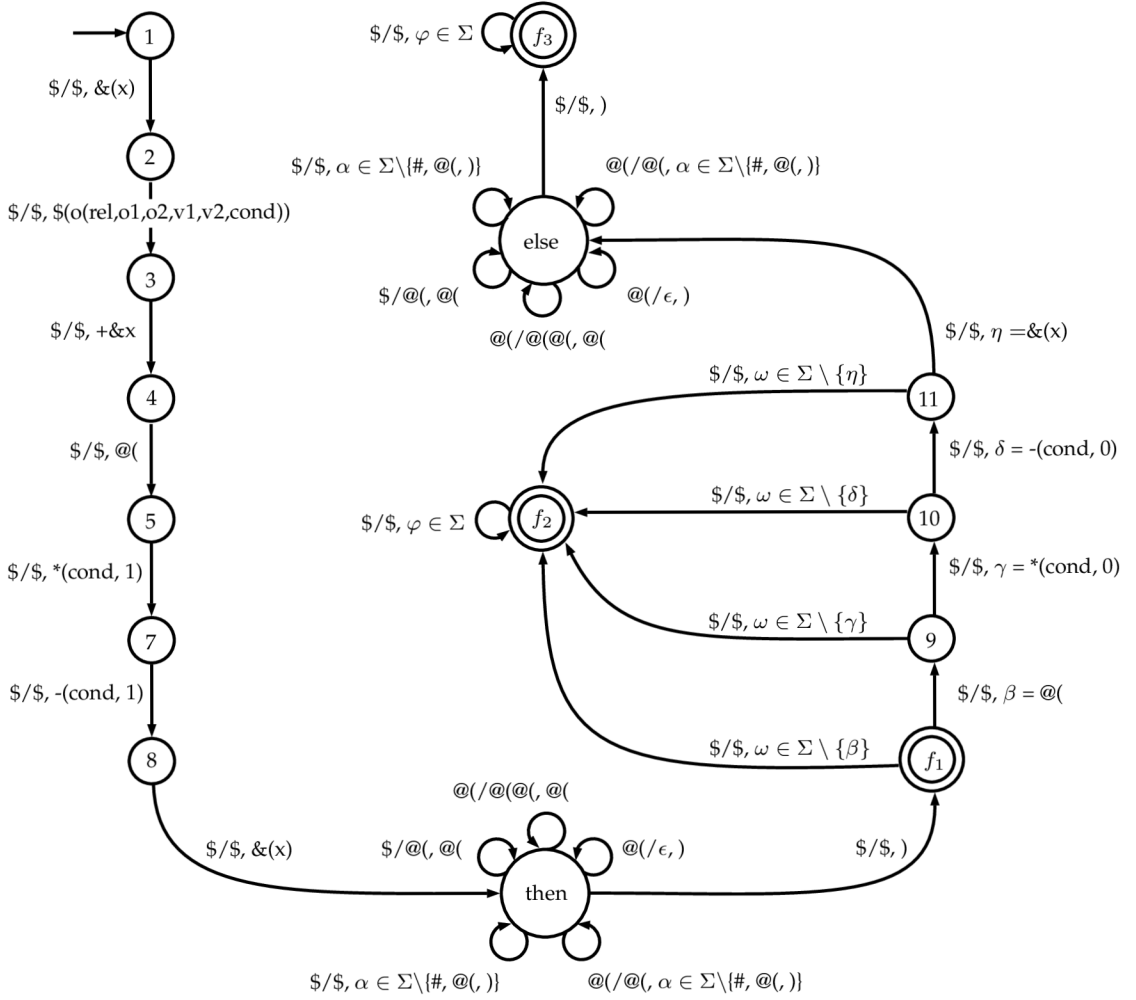 1
$/$, &(x)
2
$/$, $(o(rel,o1,o2,v1,v2,cond))
3
$/$, +&x
4
$/$, @(
5
$/$, *(cond, 1)
7
$/$, -(cond, 1)
8
$/$, &(x)
@(/@(@(, @(
$/@(, @(
@(/ϵ, )
then
$/$, α ∈ Σ\{#, @(, )}
@(/@(, α ∈ Σ\{#, @(, )}
$/$, )
f₁
$/$, ω ∈ Σ \ {β}
$/$, β = @(
9
$/$, ω ∈ Σ \ {γ}
$/$, γ = *(cond, 0)
10
$/$, ω ∈ Σ \ {δ}
$/$, δ = -(cond, 0)
11
$/$, ω ∈ Σ \ {η}
$/$, η =&(x)
$/$, φ ∈ Σ
f₂
@(/@(@(, @(
$/@(, @(
@(/ϵ, )
else
$/$, α ∈ Σ\{#, @(, )}
@(/@(, α ∈ Σ\{#, @(, )}
$/$, )
$/$, φ ∈ Σ
f₃